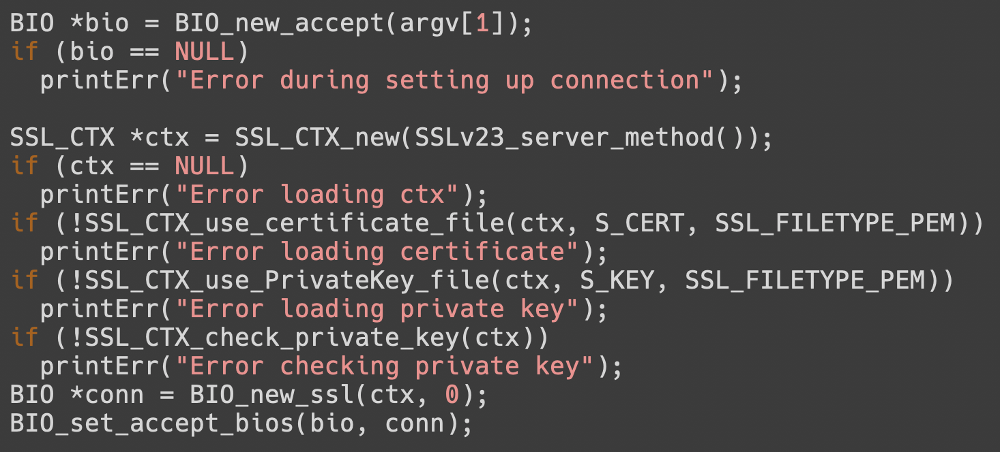 BIO *bio = BIO_new_accept(argv[1]);
if (bio == NULL)
  printErr("Error during setting up connection");

SSL_CTX *ctx = SSL_CTX_new(SSLv23_server_method());
if (ctx == NULL)
  printErr("Error loading ctx");
if (!SSL_CTX_use_certificate_file(ctx, S_CERT, SSL_FILETYPE_PEM))
  printErr("Error loading certificate");
if (!SSL_CTX_use_PrivateKey_file(ctx, S_KEY, SSL_FILETYPE_PEM))
  printErr("Error loading private key");
if (!SSL_CTX_check_private_key(ctx))
  printErr("Error checking private key");
BIO *conn = BIO_new_ssl(ctx, 0);
BIO_set_accept_bios(bio, conn);